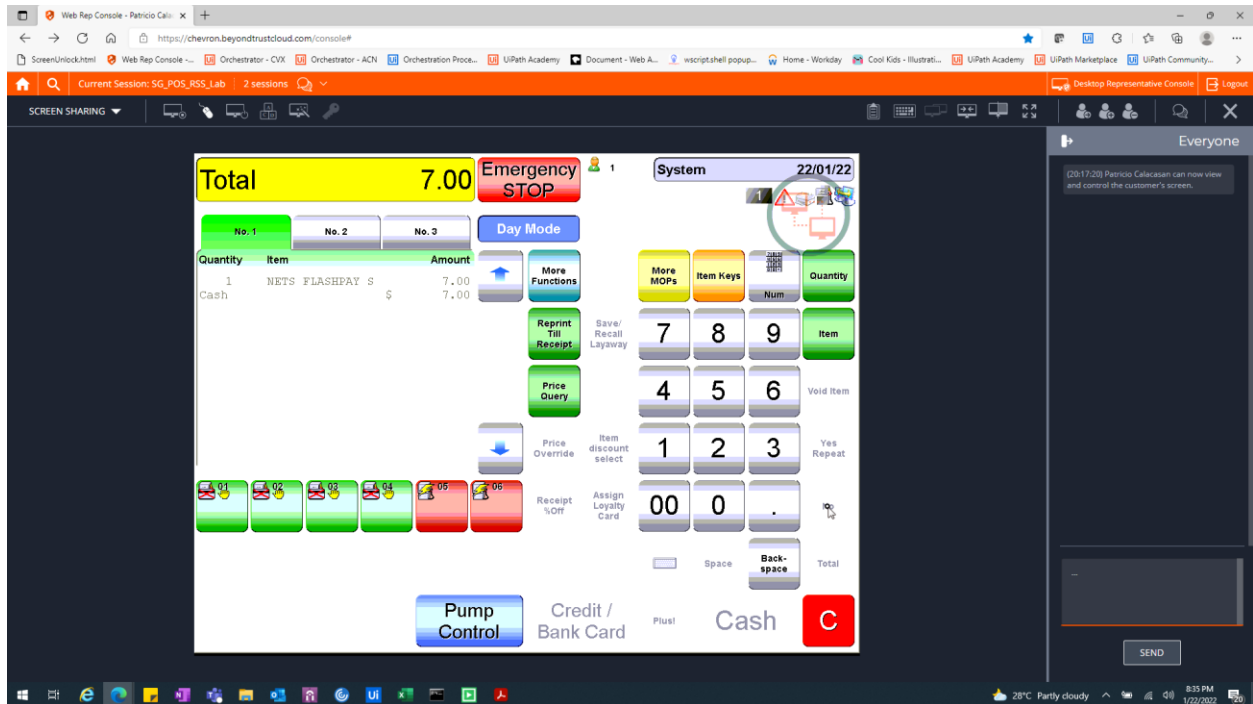 Web Rep Console - Patricio Cala
https://chevron.beyondtrustcloud.com/console#
ScreenUnlock.html
Web Rep Console -...
Orchestrator - CVX
Orchestrator - ACN
Orchestration Proce...
UiPath Academy
Document - Web A...
wscript.shell popup...
Home - Workday
Cool Kids - Illustrati...
UiPath Academy
UiPath Marketplace
UiPath Community...
Current Session: SG_POS_RSS_Lab
2 sessions
Desktop Representative Console
Logout
SCREEN SHARING
Everyone
(20:17:20) Patricio Calacasan can now view
and control the customer's screen.
Total 7.00
Emergency
STOP
1
System 22/01/22
1
No. 1
No. 2
No. 3
Day Mode
Quantity Item Amount
1 NETS FLASHPAY S 7.00
Cash $ 7.00
More
Functions
More
MOPs
Item Keys
Num
Quantity
Reprint
Till
Receipt
Save/
Recall
Layaway
7
8
9
Item
Price
Query
4
5
6
Void Item
Price
Override
Item
discount
select
1
2
3
Yes
Repeat
01
02
03
04
05
06
Receipt
%Off
Assign
Loyalty
Card
00
0
.
Space
Back-
space
Total
Pump
Control
Credit /
Bank Card
Plus!
Cash
C
...
SEND
28°C Partly cloudy
8:35 PM
1/22/2022
20